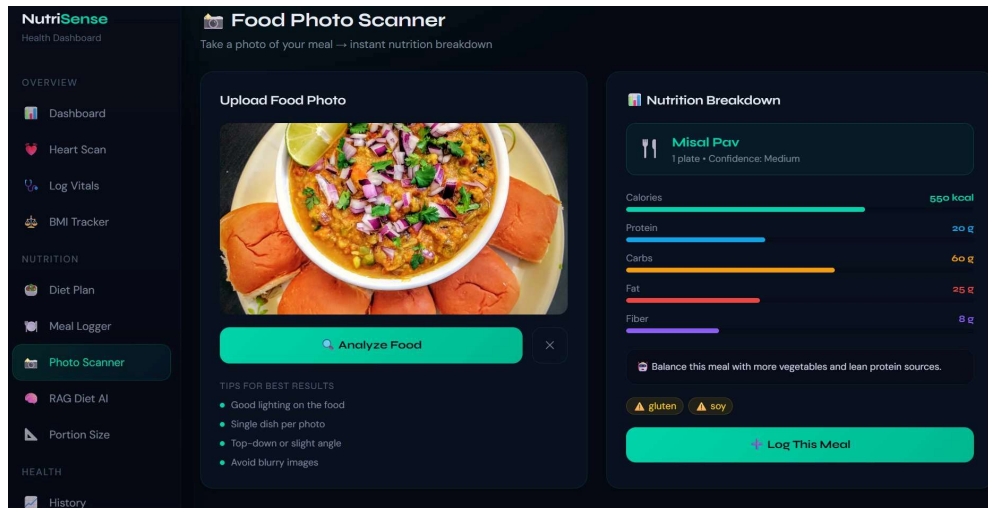 NutriSense
Health Dashboard
OVERVIEW
Dashboard
Heart Scan
Log Vitals
BMI Tracker
NUTRITION
Diet Plan
Meal Logger
Photo Scanner
RAG Diet AI
Portion Size
HEALTH
History
Food Photo Scanner
Take a photo of your meal → instant nutrition breakdown
Upload Food Photo
Analyze Food
TIPS FOR BEST RESULTS
Good lighting on the food
Single dish per photo
Top-down or slight angle
Avoid blurry images
Nutrition Breakdown
Misal Pav
1 plate • Confidence: Medium
Calories 550 kcal
Protein 20 g
Carbs 60 g
Fat 25 g
Fiber 8 g
Balance this meal with more vegetables and lean protein sources.
gluten soy
Log This Meal